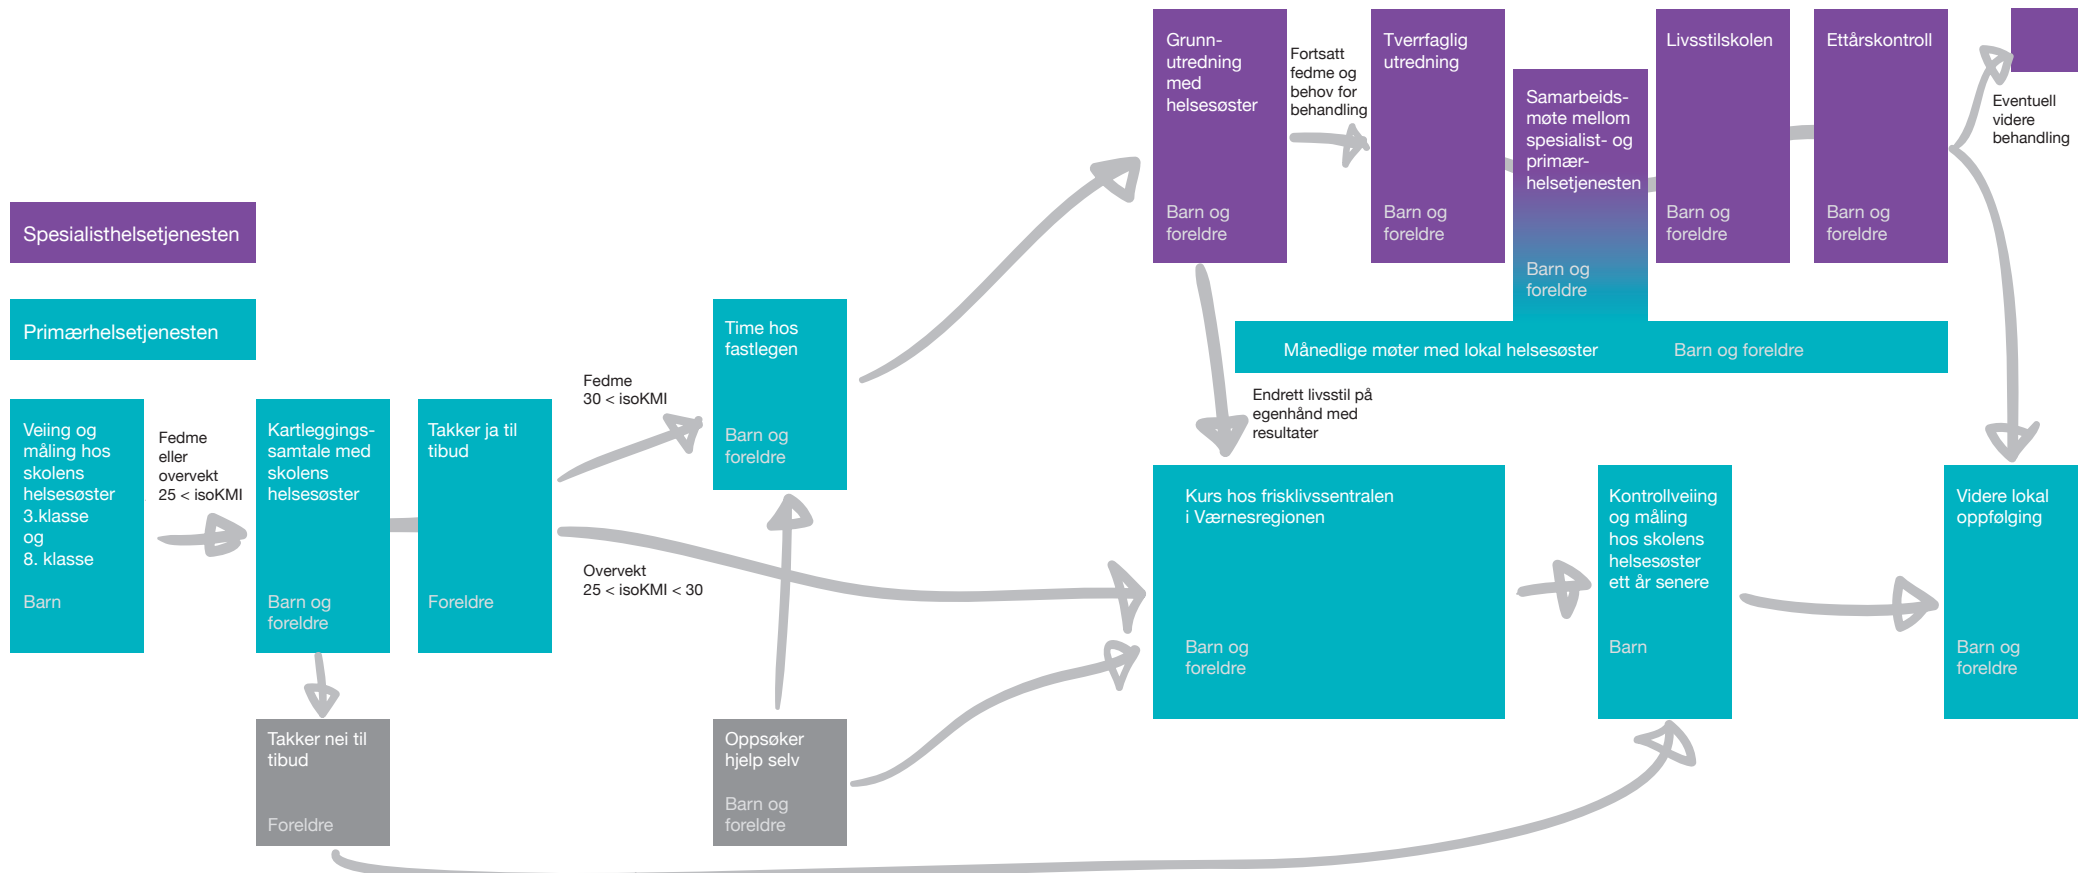 Spesialisthelsetjenesten
Primærhelsetjenesten
Veiing og
måling hos
skolens
helsesøster
3.klasse
og
8. klasse
Barn
Fedme
eller
overvekt
25 < isoKMI
Kartleggings-
samtale med
skolens
helsesøster
Barn og
foreldre
Takker ja til
tibud
Foreldre
Takker nei til
tibud
Foreldre
Fedme
30 < isoKMI
Overvekt
25 < isoKMI < 30
Time hos
fastlegen
Barn og
foreldre
Oppsøker
hjelp selv
Barn og
foreldre
Grunn-
utredning
med
helsesøster
Barn og
foreldre
Fortsatt
fedme og
behov for
behandling
Tverrfaglig
utredning
Barn og
foreldre
Samarbeids-
møte mellom
spesialist- og
primær-
helsetjenesten
Barn og
foreldre
Livsstilskolen
Barn og
foreldre
Ettårskontroll
Barn og
foreldre
Eventuell
videre
behandling
Månedlige møter med lokal helsesøster Barn og foreldre
Endrett livsstil på
egenhånd med
resultater
Kurs hos frisklivssentralen
i Værnesregionen
Barn og
foreldre
Kontrollveiing
og måling
hos skolens
helsesøster
ett år senere
Barn
Videre lokal
oppfølging
Barn og
foreldre